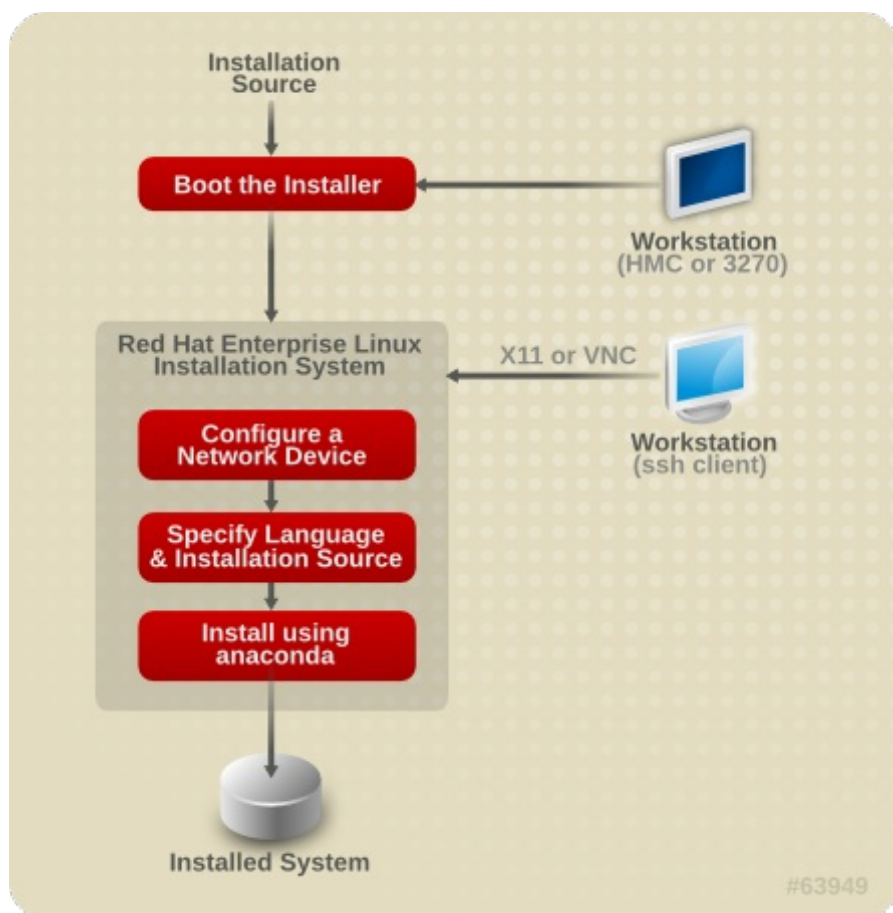 Installation
Source
Boot the Installer
Workstation
(HMC or 3270)
Red Hat Enterprise Linux
Installation System
X11 or VNC
Configure a
Network Device
Workstation
(ssh client)
Specify Language
& Installation Source
Install using
anaconda
Installed System
#63949